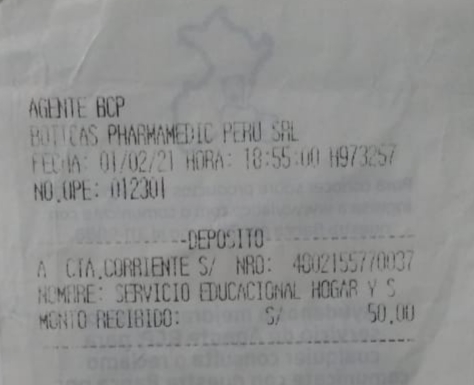 AGENTE BCP
BOTICAS PHARMAMEDIC PERU SRL
FECHA: 01/02/21 HORA: 18:55:00 H973257
NO.OPE: 012301
DEPOSITO
A CTA.CORRIENTE S/ NRO: 4002155770037
NOMBRE: SERVICIO EDUCACIONAL HOGAR Y S
MONTO RECIBIDO: S/ 50.00